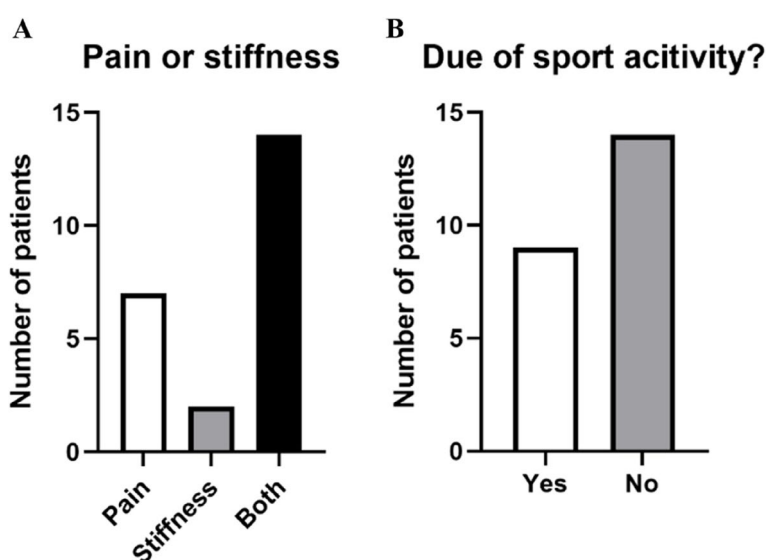 A
Pain or stiffness
Number of patients
15
10
5
0
Pain
Stiffness
Both
B
Due of sport acitivity?
Number of patients
15
10
5
0
Yes
No